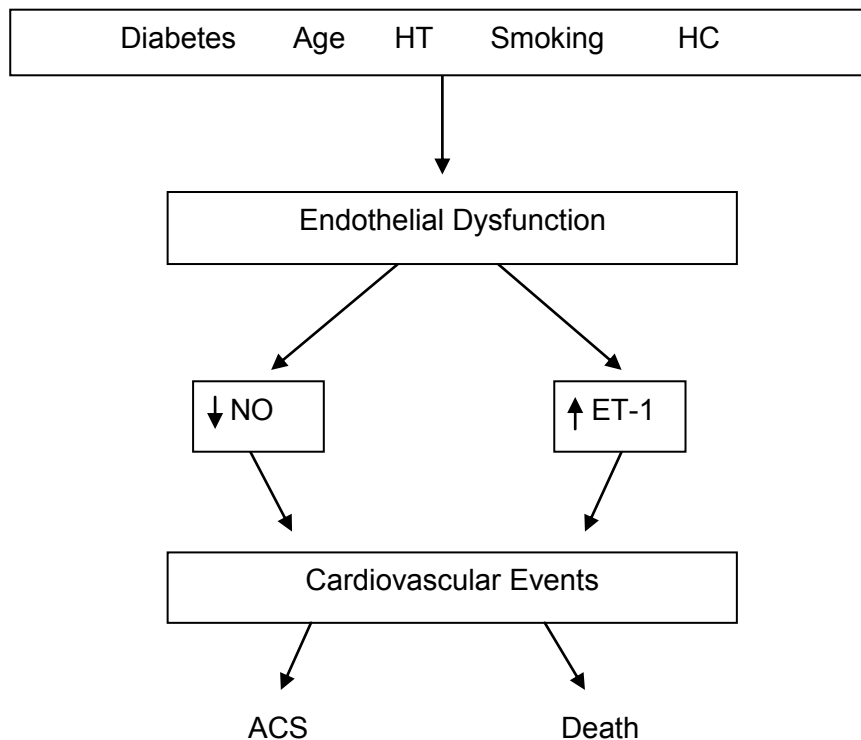 Diabetes Age HT Smoking HC
Endothelial Dysfunction
↓ NO ↑ ET-1
Cardiovascular Events
ACS Death